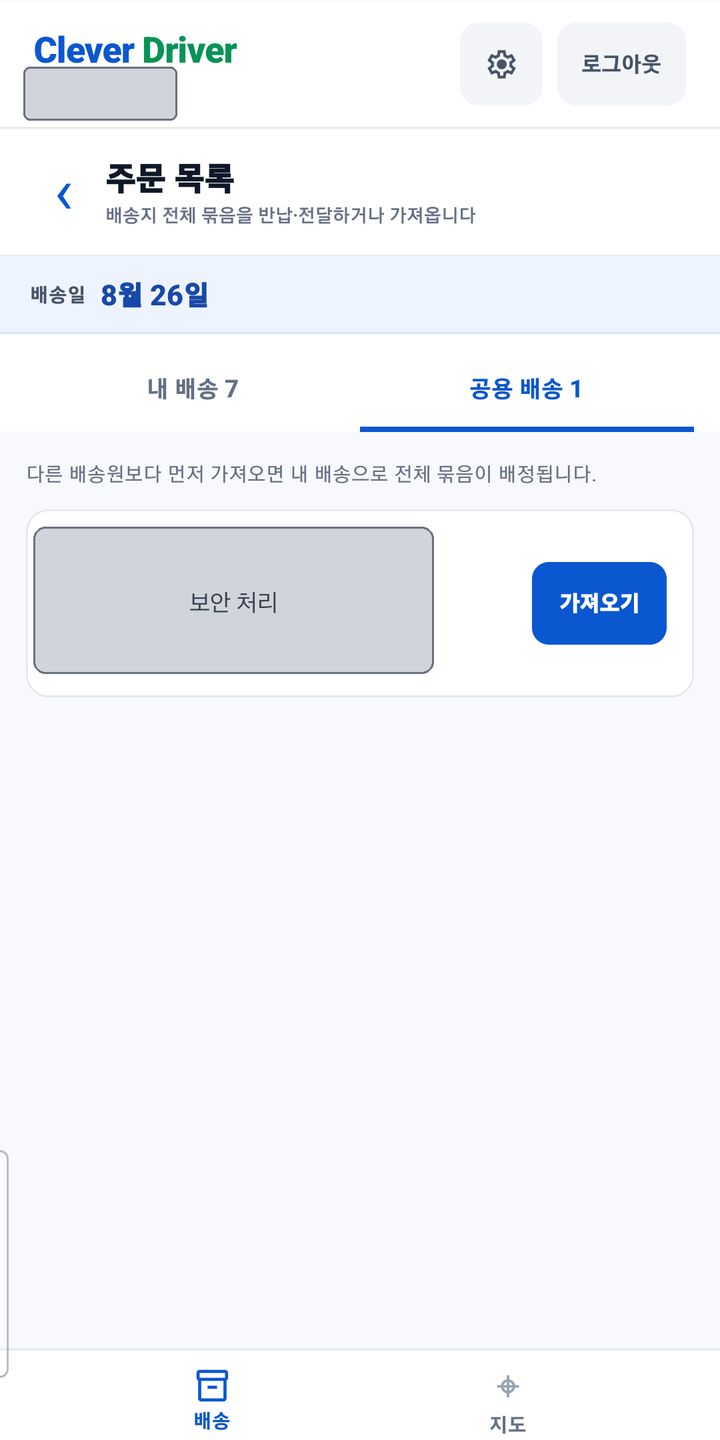 Clever Driver
로그아웃
주문 목록
배송지 전체 묶음을 반납·전달하거나 가져옵니다
배송일 8월 26일
내 배송 7
공용 배송 1
다른 배송원보다 먼저 가져오면 내 배송으로 전체 묶음이 배정됩니다.
보안 처리
가져오기
배송
지도